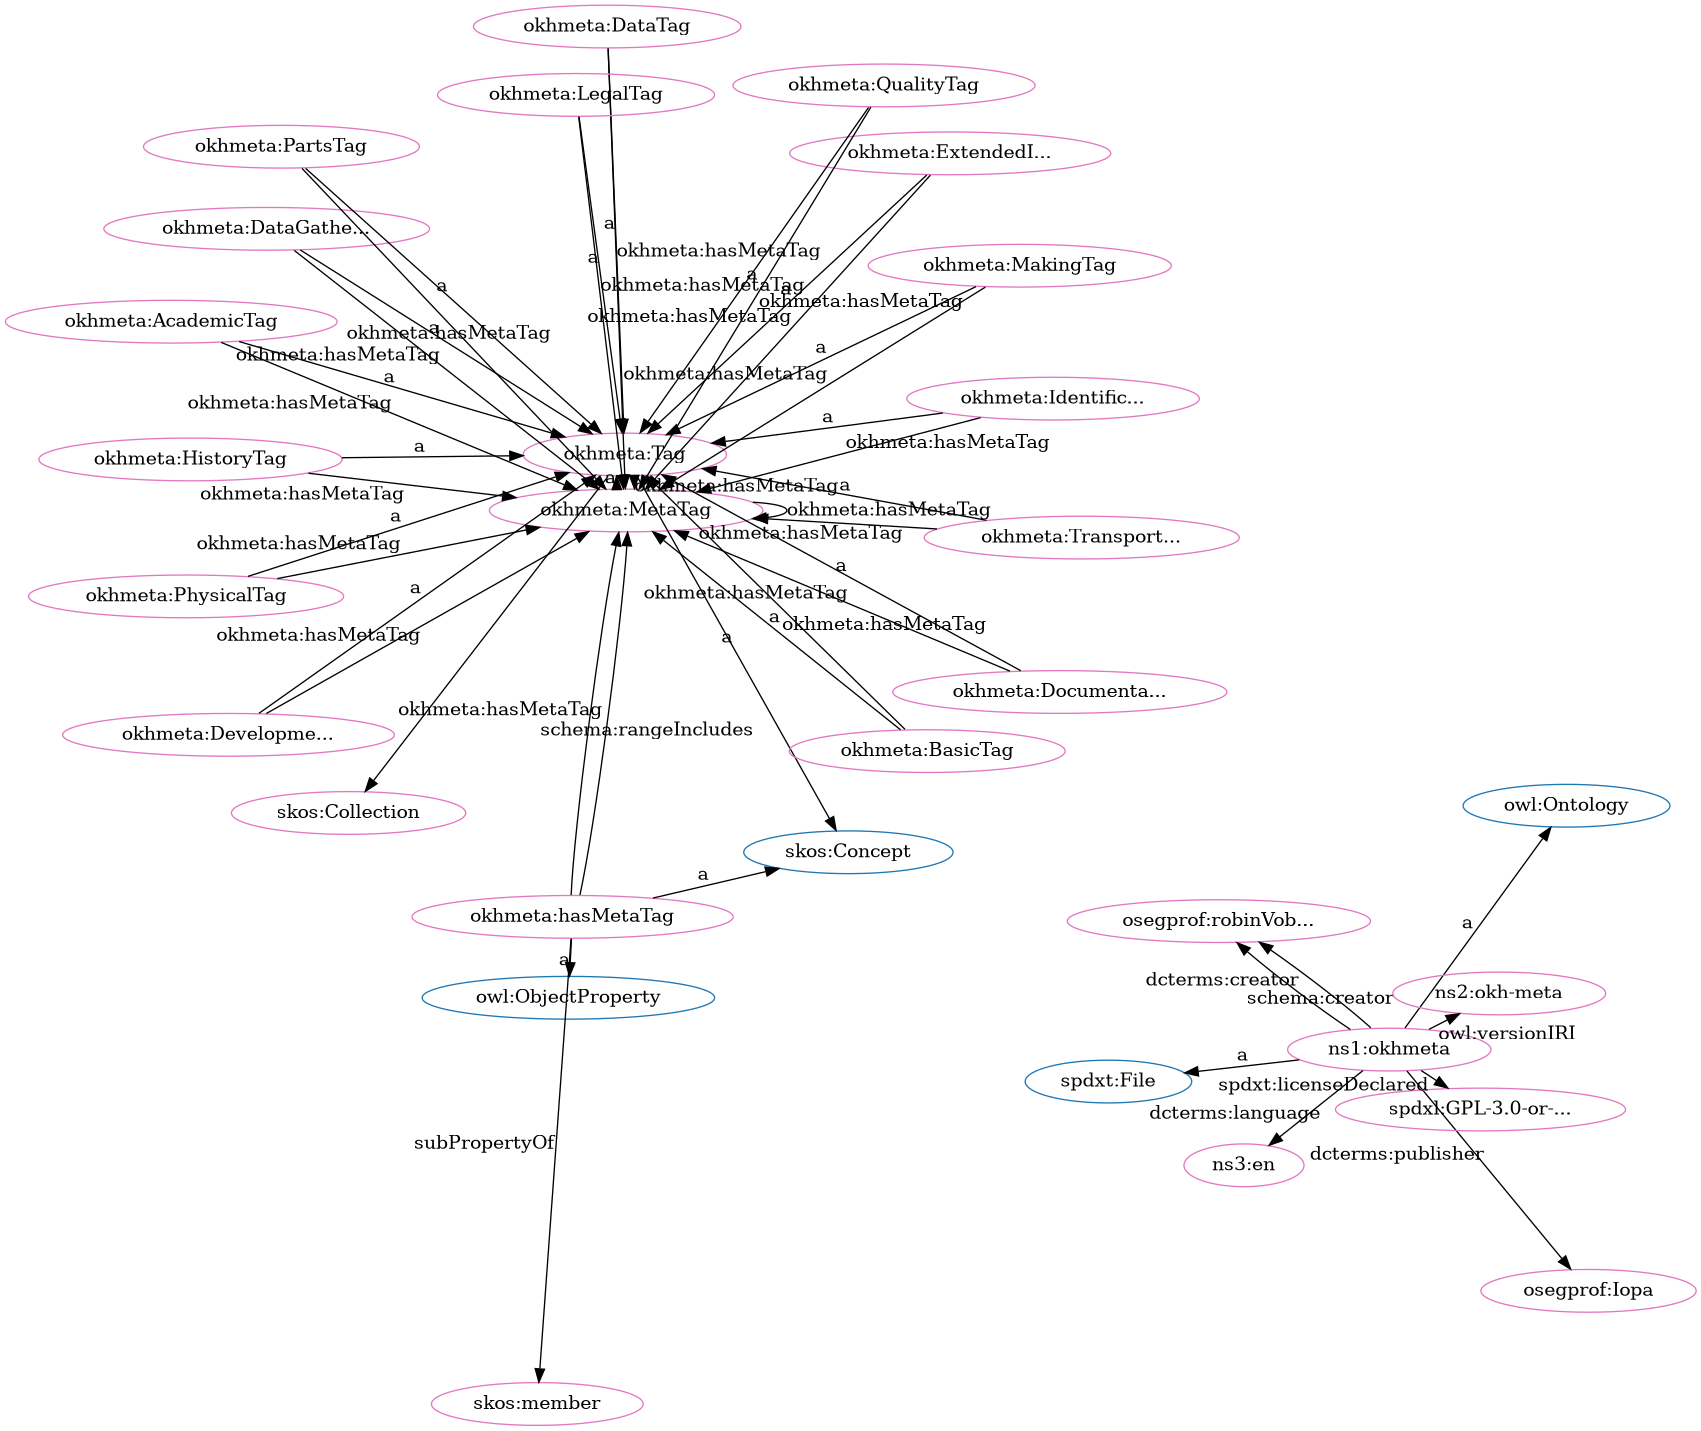 okhmeta:DataTag
okhmeta:QualityTag
okhmeta:LegalTag
okhmeta:PartsTag
okhmeta:ExtendedI...
a
okhmeta:DataGathe...
okhmeta:hasMetaTag
a
okhmeta:MakingTag
a
a
okhmeta:hasMetaTag
a
okhmeta:hasMetaTag
okhmeta:hasMetaTag
okhmeta:AcademicTag
a
okhmeta:hasMetaTag
a
okhmeta:hasMetaTag
okhmeta:hasMetaTag
a
okhmeta:Identific...
okhmeta:hasMetaTag
a
okhmeta:hasMetaTag
okhmeta:HistoryTag
a
okhmeta:Tag
a
okhmeta:hasMetaTag
a
okhmeta:hasMetaTag
okhmeta:MetaTag
okhmeta:hasMetaTag
a
okhmeta:hasMetaTag
okhmeta:Transport...
okhmeta:hasMetaTag
a
okhmeta:PhysicalTag
a
okhmeta:hasMetaTag
a
okhmeta:hasMetaTag
okhmeta:hasMetaTag
a
okhmeta:Documenta...
okhmeta:hasMetaTag
okhmeta:Developme...
schema:rangeIncludes
okhmeta:BasicTag
skos:Collection
owl:Ontology
skos:Concept
a
okhmeta:hasMetaTag
osegprof:robinVob...
a
a
dcterms:creator
ns2:okh-meta
owl:ObjectProperty
schema:creator
owl:versionIRI
ns1:okhmeta
a
spdxt:File
spdxt:licenseDeclared
dcterms:language
spdxl:GPL-3.0-or-...
subPropertyOf
dcterms:publisher
ns3:en
osegprof:Iopa
skos:member